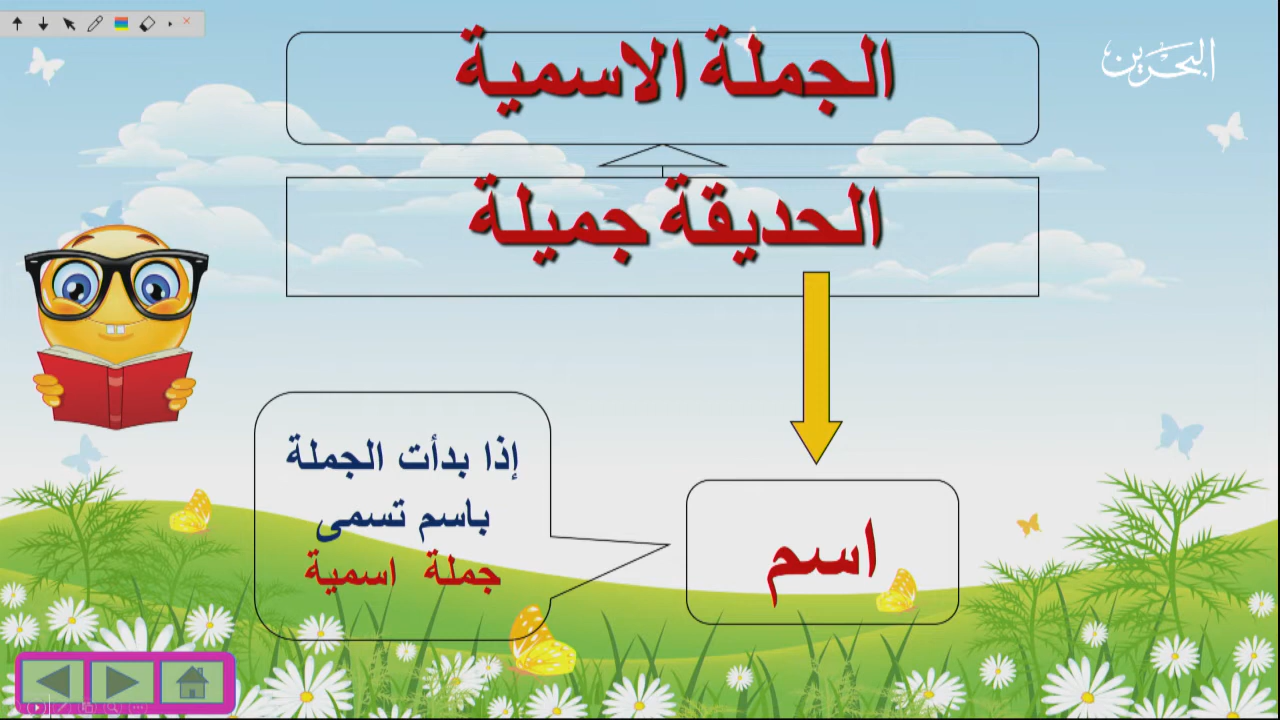 البحرين
الجملة الاسمية
الحديقة جميلة
إذا بدأت الجملة
باسم تسمى
جملة اسمية
اسم